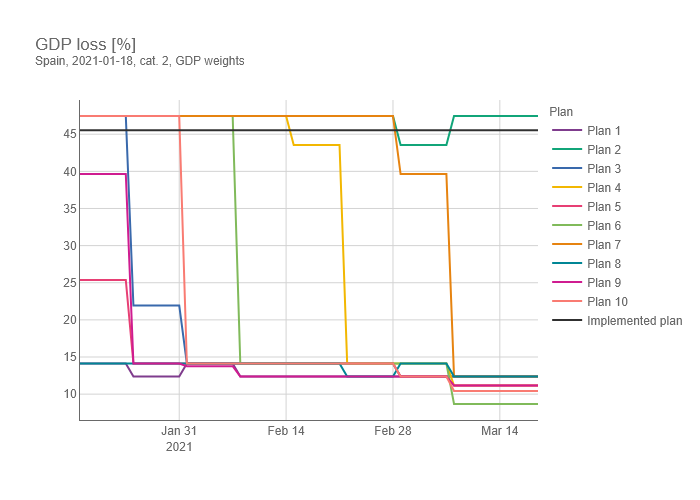 GDP loss [%]
Spain, 2021-01-18, cat. 2, GDP weights
Plan
Plan 1
Plan 2
Plan 3
Plan 4
Plan 5
Plan 6
Plan 7
Plan 8
Plan 9
Plan 10
Implemented plan
45
40
35
30
25
20
15
10
Jan 31
2021
Feb 14
Feb 28
Mar 14